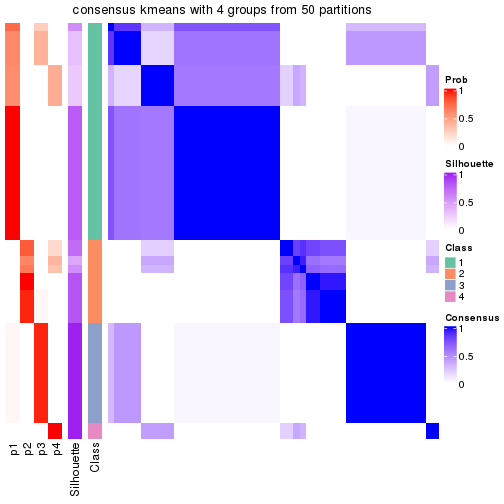 consensus kmeans with 4 groups from 50 partitions
Prob
1
0.5
0
Silhouette
1
0.5
0
Class
1
2
3
4
Consensus
1
0.5
0
p1
p2
p3
p4
Silhouette
Class